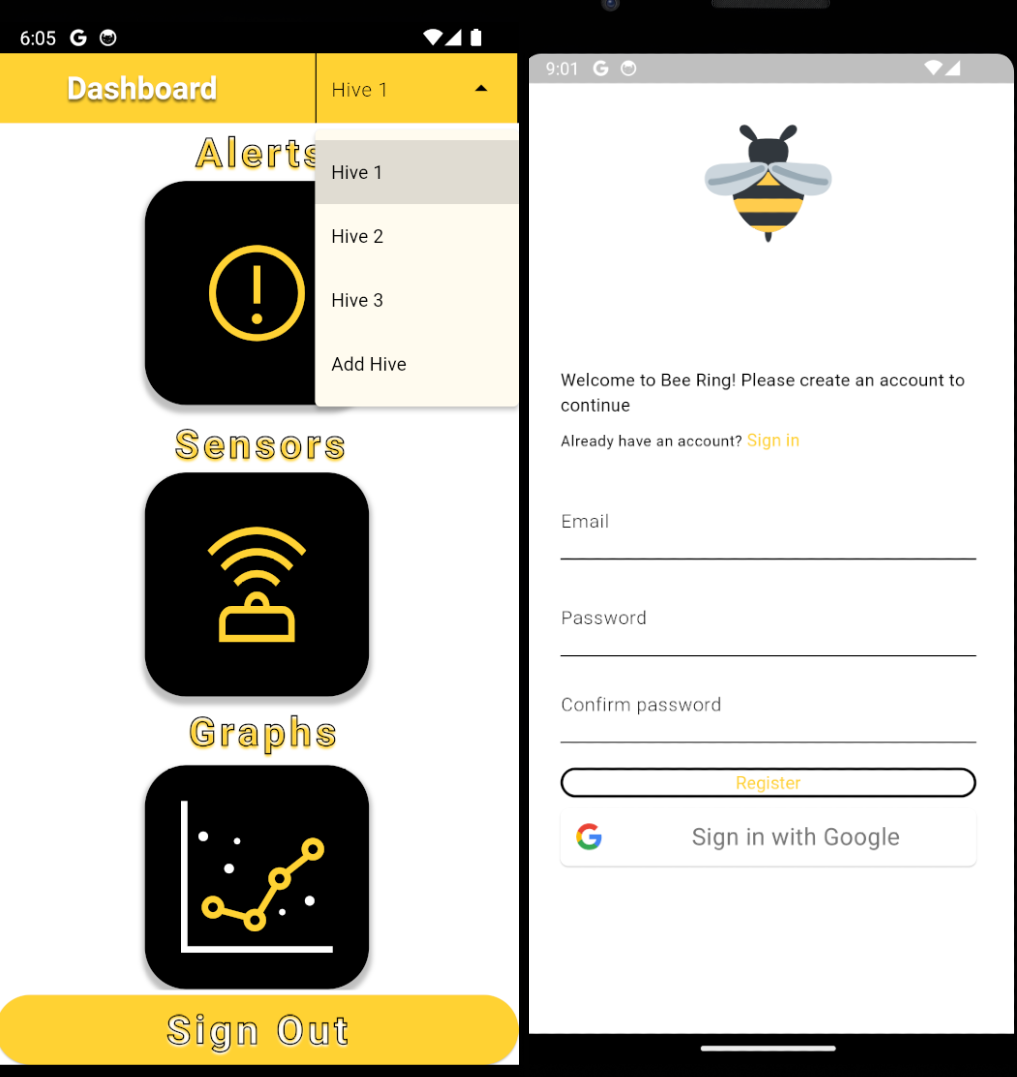 6:05
Dashboard
Hive 1
Alerts
Hive 1
Hive 2
Hive 3
Add Hive
Sensors
Graphs
Sign Out
9:01
Welcome to Bee Ring! Please create an account to
continue
Already have an account? Sign in
Email
Password
Confirm password
Register
Sign in with Google